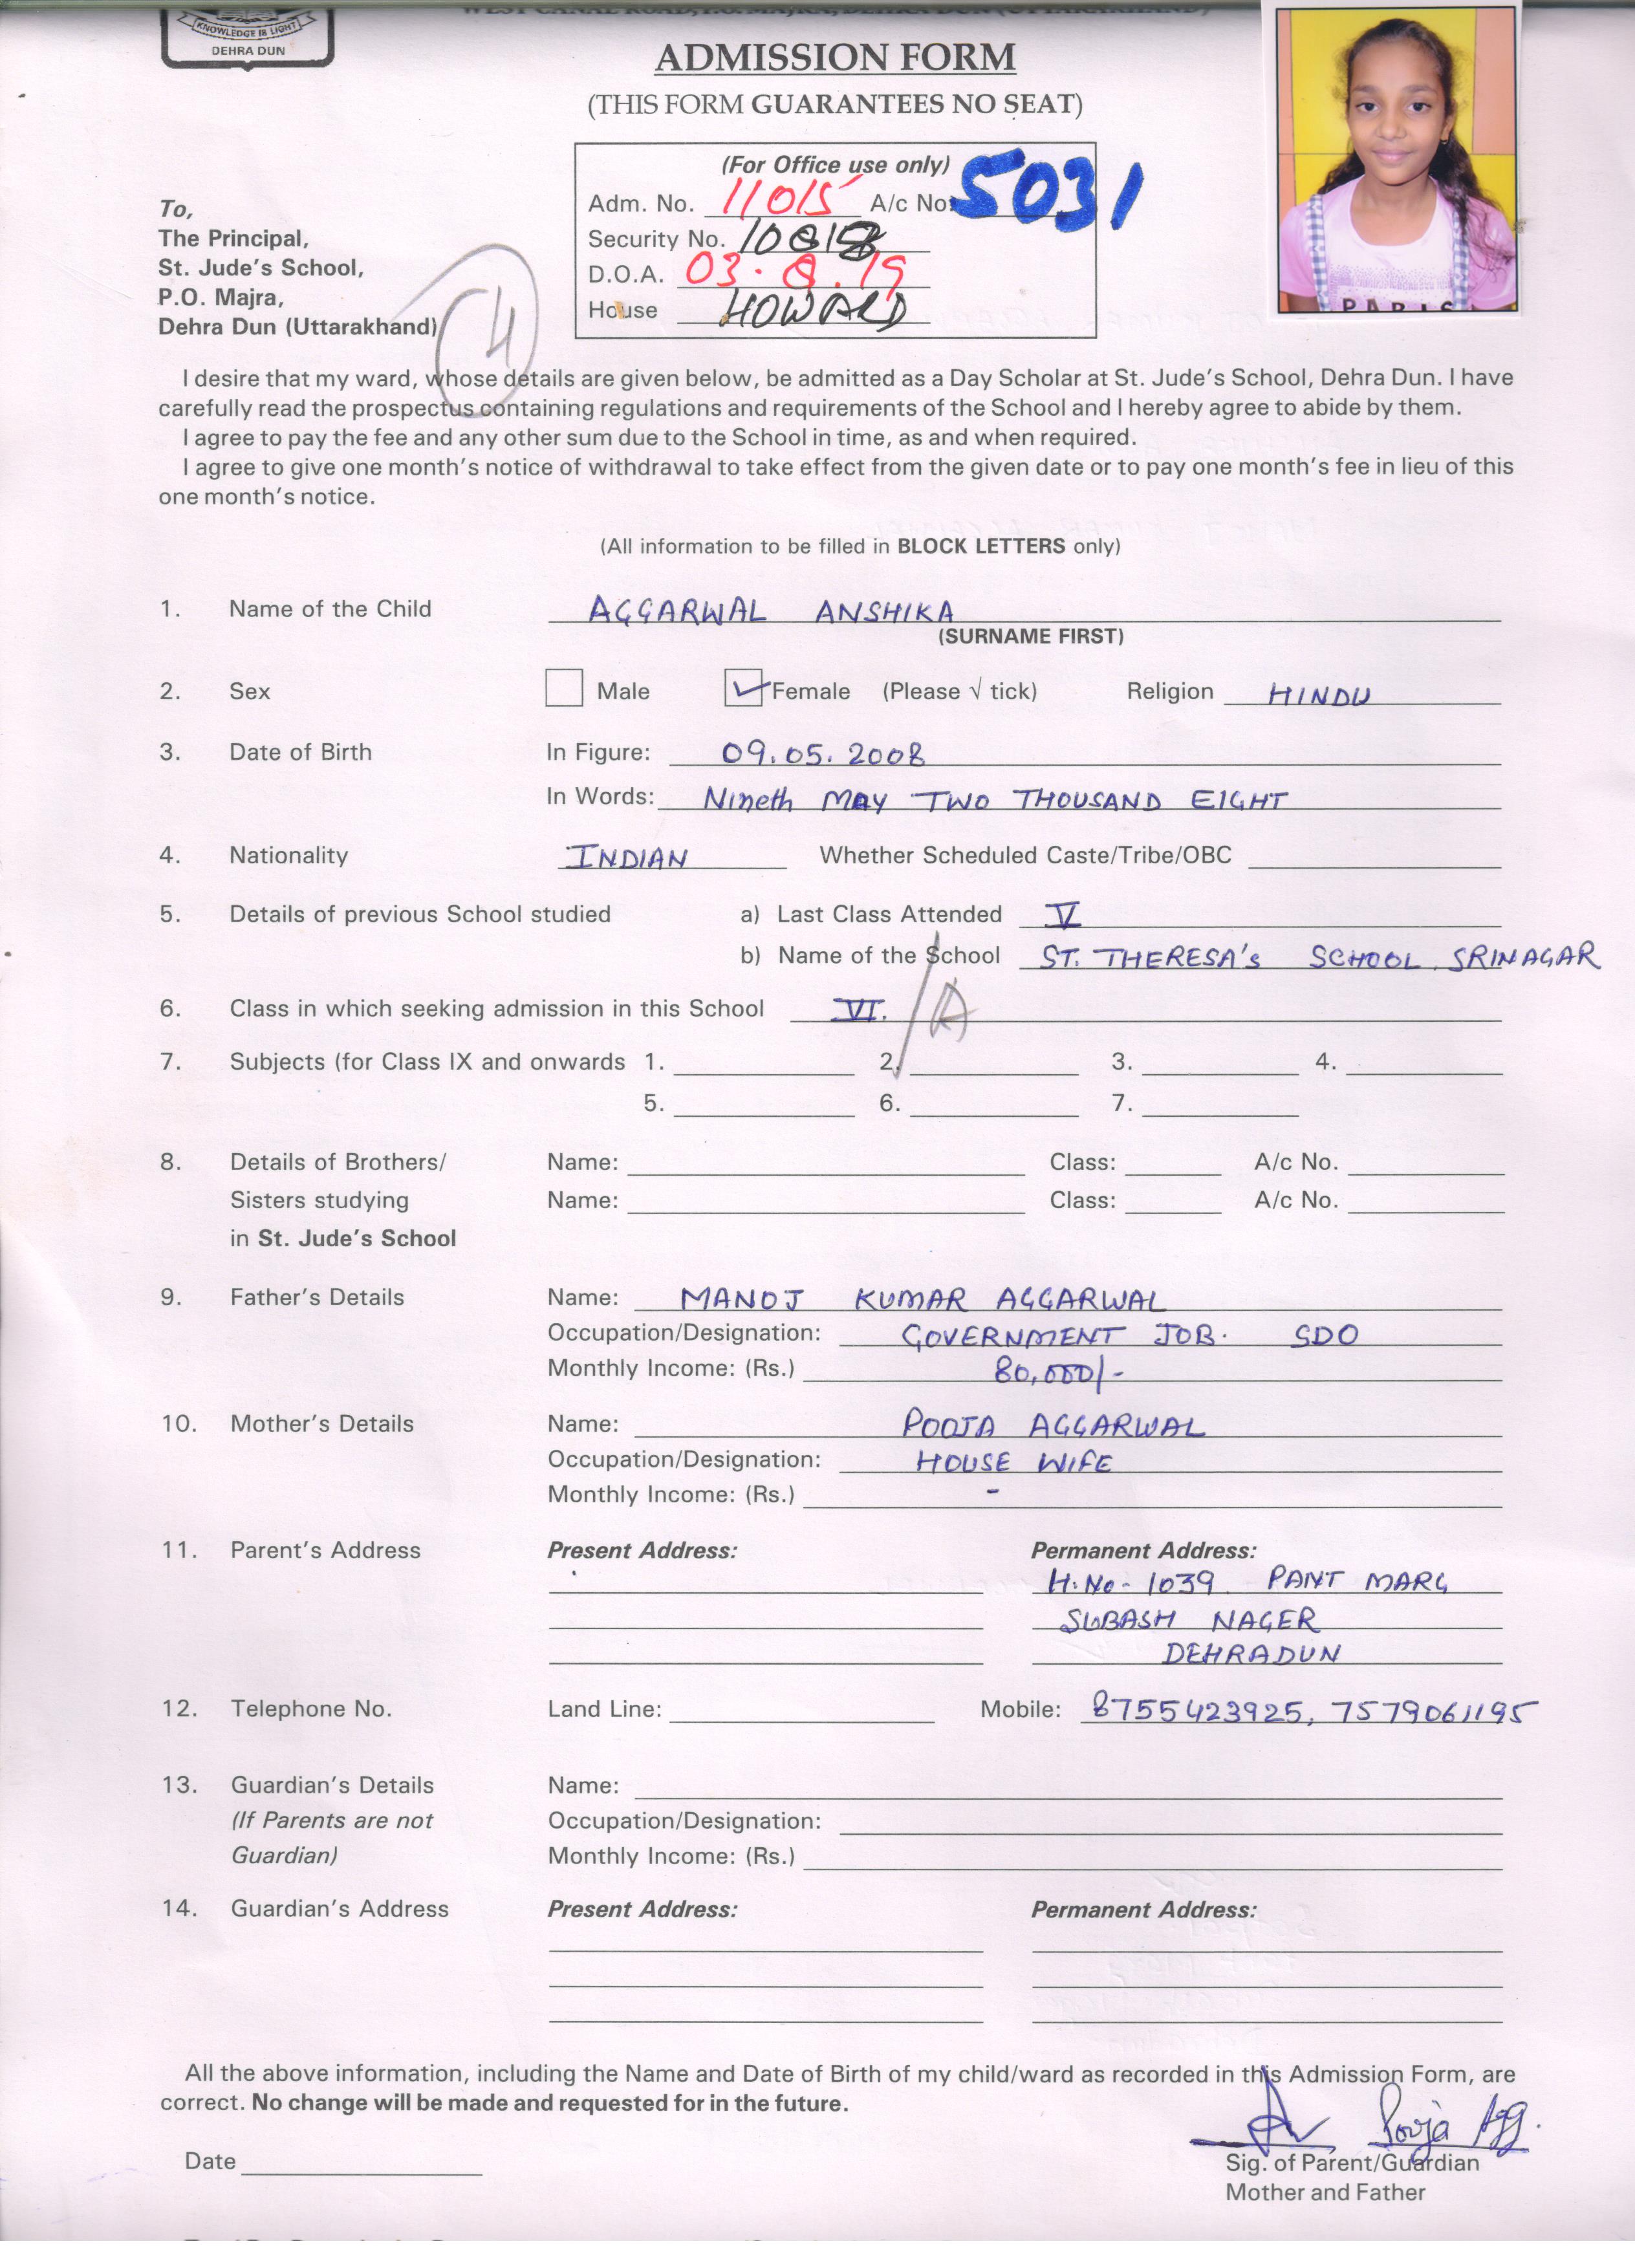 KNOWLEDGE IS LIGHT
DEHRA DUN
ADMISSION FORM
(THIS FORM GUARANTEES NO SEAT)
(For Office use only)
Adm. No. 11015 A/c No. 5031
Security No.
D.O.A. 03.8.19
House HOWARD
PARIS
To,
The Principal,
St. Jude's School,
P.O. Majra,
Dehra Dun (Uttarakhand)
4
I desire that my ward, whose details are given below, be admitted as a Day Scholar at St. Jude's School, Dehra Dun. I have
carefully read the prospectus containing regulations and requirements of the School and I hereby agree to abide by them.
I agree to pay the fee and any other sum due to the School in time, as and when required.
I agree to give one month's notice of withdrawal to take effect from the given date or to pay one month's fee in lieu of this
one month's notice.
(All information to be filled in BLOCK LETTERS only)
1. Name of the Child AGGARWAL ANSHIKA
(SURNAME FIRST)
2. Sex Male Female (Please √ tick) Religion HINDU
3. Date of Birth In Figure: 09.05.2008
In Words: Nineth MAY TWO THOUSAND EIGHT
4. Nationality INDIAN Whether Scheduled Caste/Tribe/OBC
5. Details of previous School studied a) Last Class Attended V
b) Name of the School ST. THERESA's SCHOOL SRINAGAR
6. Class in which seeking admission in this School VI. / A
7. Subjects (for Class IX and onwards 1. 2. 3. 4.
5. 6. 7.
8. Details of Brothers/ Name: Class: A/c No.
Sisters studying Name: Class: A/c No.
in St. Jude's School
9. Father's Details Name: MANOJ KUMAR AGGARWAL
Occupation/Designation: GOVERNMENT JOB. SDO
Monthly Income: (Rs.) 80,000/-
10. Mother's Details Name: POOJA AGGARWAL
Occupation/Designation: HOUSE WIFE
Monthly Income: (Rs.) -
11. Parent's Address Present Address: Permanent Address:
H.No- 1039 PANT MARG
SUBASH NAGER
DEHRADUN
12. Telephone No. Land Line: Mobile: 8755423925, 7579061195
13. Guardian's Details Name:
(If Parents are not Occupation/Designation:
Guardian) Monthly Income: (Rs.)
14. Guardian's Address Present Address: Permanent Address:
All the above information, including the Name and Date of Birth of my child/ward as recorded in this Admission Form, are
correct. No change will be made and requested for in the future.
Pooja Agg.
Date Sig. of Parent/Guardian
Mother and Father